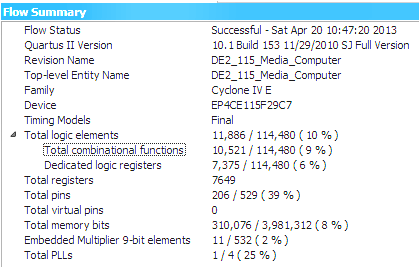 Flow Summary
Flow Status Successful - Sat Apr 20 10:47:20 2013
Quartus II Version 10.1 Build 153 11/29/2010 SJ Full Version
Revision Name DE2_115_Media_Computer
Top-level Entity Name DE2_115_Media_Computer
Family Cyclone IV E
Device EP4CE115F29C7
Timing Models Final
Total logic elements 11,886 / 114,480 ( 10 % )
Total combinational functions 10,521 / 114,480 ( 9 % )
Dedicated logic registers 7,375 / 114,480 ( 6 % )
Total registers 7649
Total pins 206 / 529 ( 39 % )
Total virtual pins 0
Total memory bits 310,076 / 3,981,312 ( 8 % )
Embedded Multiplier 9-bit elements 11 / 532 ( 2 % )
Total PLLs 1 / 4 ( 25 % )